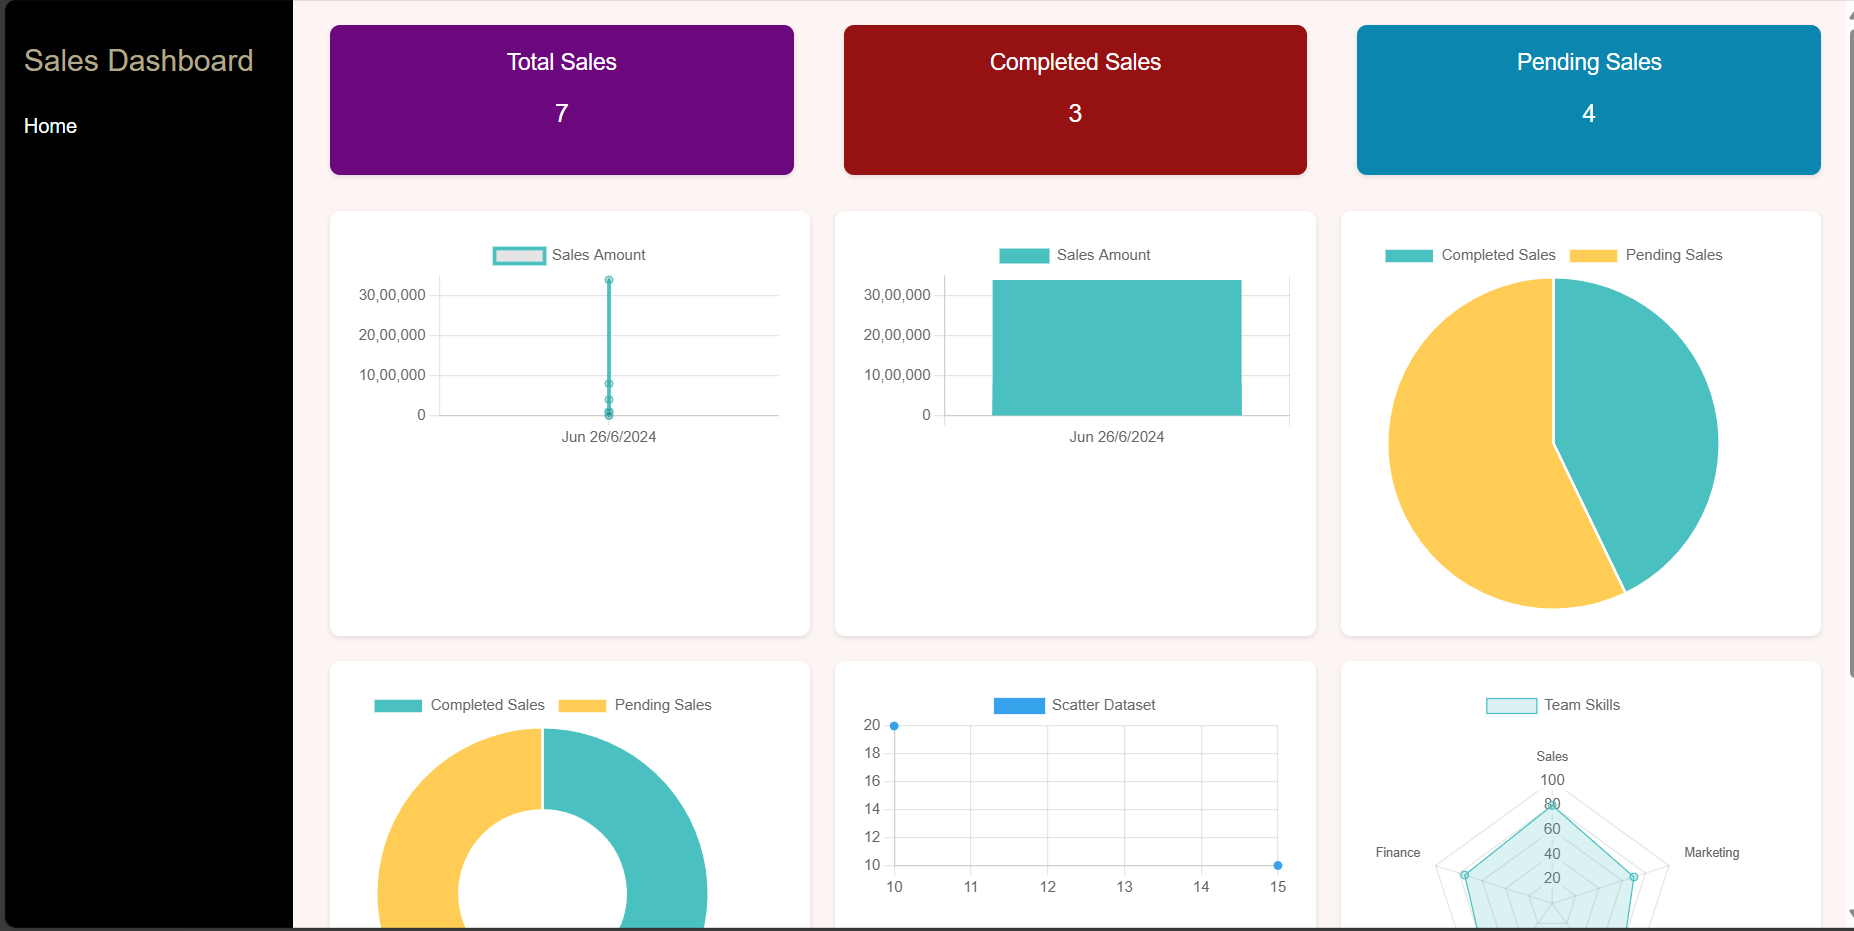 Sales Dashboard
Home
Total Sales
7
Completed Sales
3
Pending Sales
4
Sales Amount
30,00,000
20,00,000
10,00,000
0
Jun 26/6/2024
Sales Amount
30,00,000
20,00,000
10,00,000
0
Jun 26/6/2024
Completed Sales Pending Sales
Completed Sales Pending Sales
Scatter Dataset
20
18
16
14
12
10
10 11 12 13 14 15
Team Skills
Sales
100
80
60
40
20
Finance
Marketing